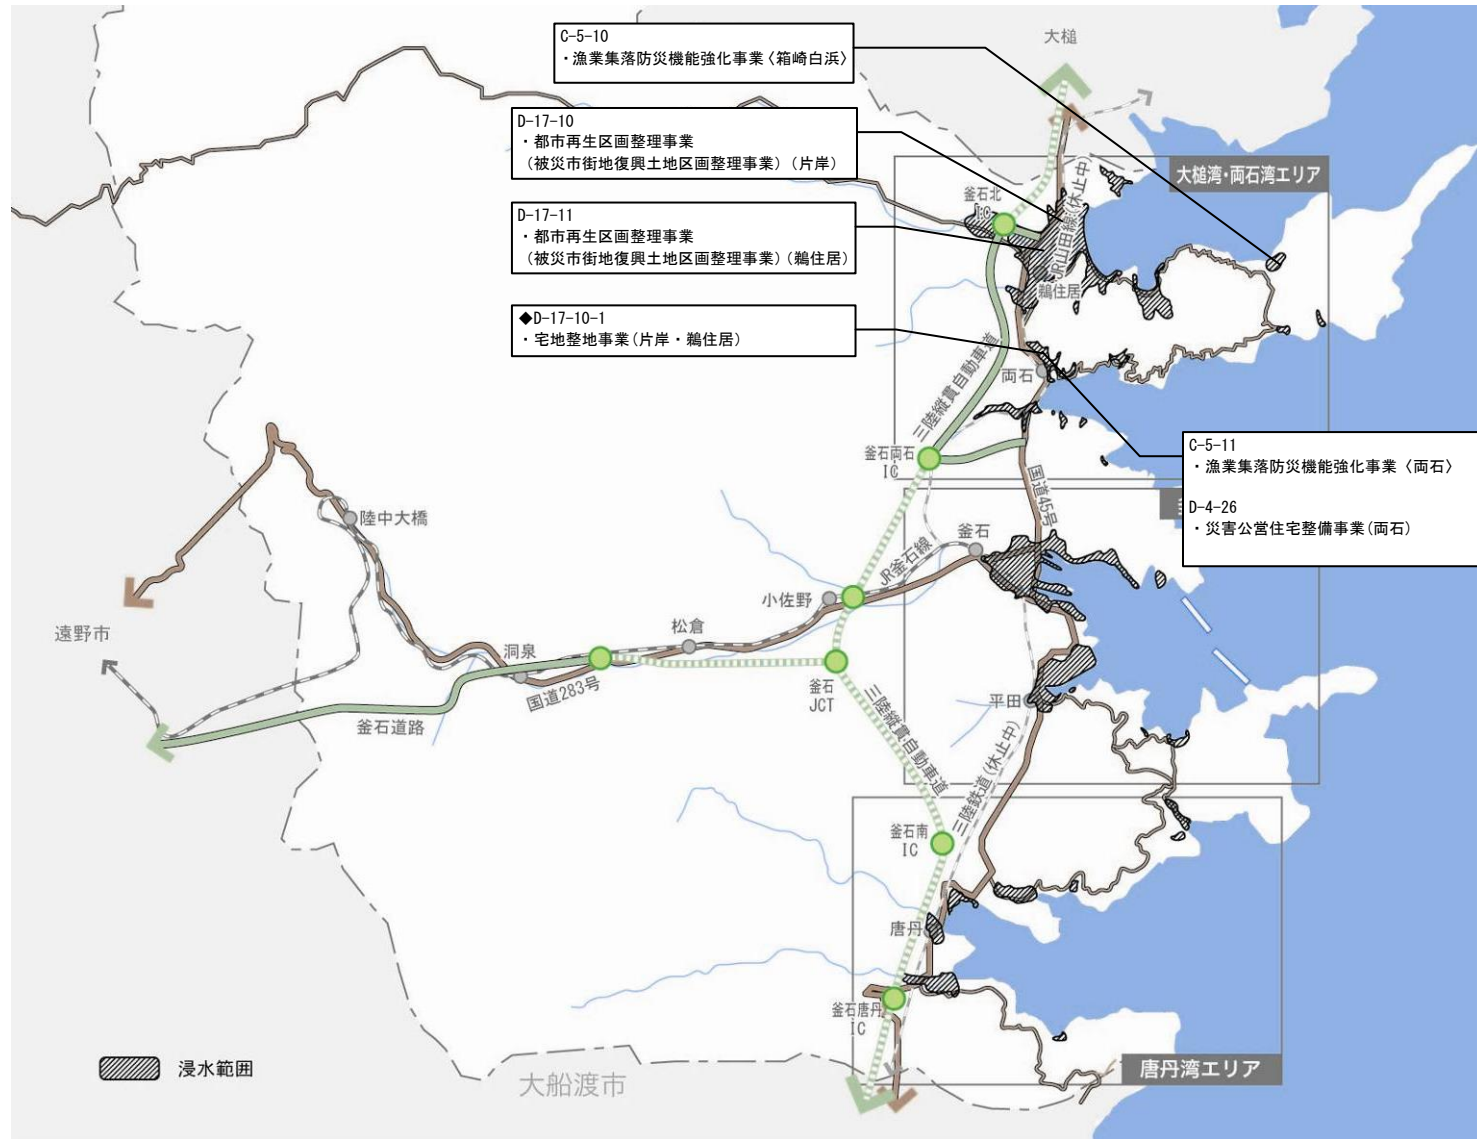 C-5-10
・漁業集落防災機能強化事業〈箱崎白浜〉
大槌
D-17-10
・都市再生区画整理事業
(被災市街地復興土地区画整理事業)(片岸)
大槌湾・両石湾エリア
釜石北
IC
JR山田線(休止中)
D-17-11
・都市再生区画整理事業
(被災市街地復興土地区画整理事業)(鵜住居)
鵜住居
◆D-17-10-1
・宅地整地事業(片岸・鵜住居)
三陸縦貫自動車道
両石
釜石両石
IC
国道45号
C-5-11
・漁業集落防災機能強化事業〈両石〉
D-4-26
・災害公営住宅整備事業(両石)
陸中大橋
釜石
JR釜石線
小佐野
遠野市
松倉
洞泉
国道283号
釜石
JCT
釜石道路
平田
三陸縦貫自動車道
三陸鉄道(休止中)
釜石南
IC
唐丹
釜石唐丹
IC
浸水範囲
大船渡市
唐丹湾エリア